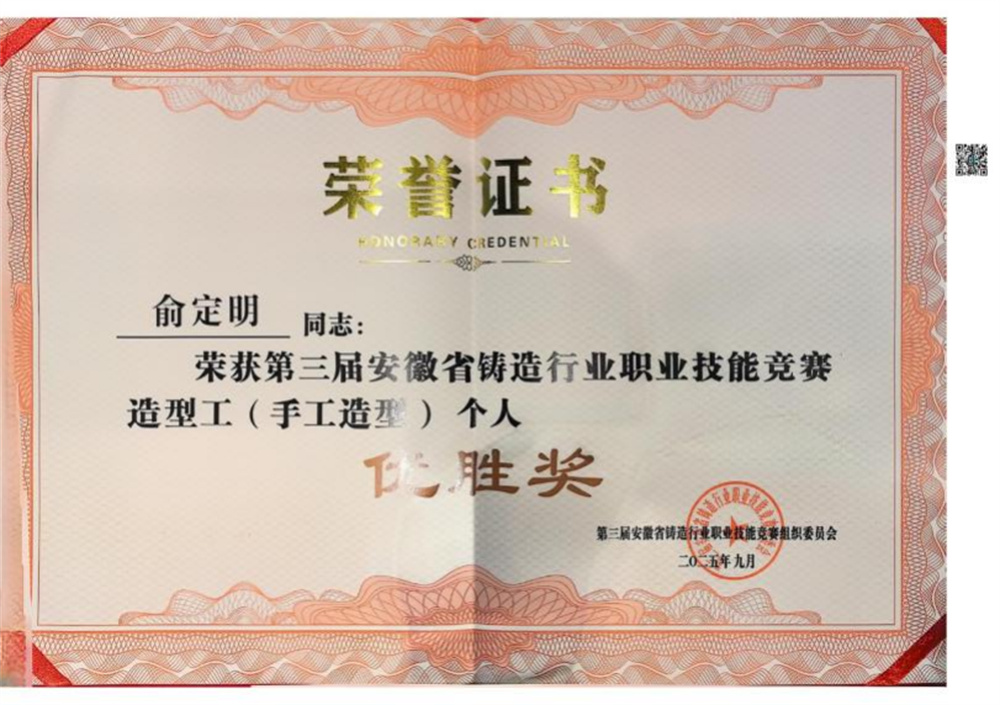 荣誉证书
HONORARY CREDENTIAL
俞定明 同志：
荣获第三届安徽省铸造行业职业技能竞赛
造型工（手工造型）个人
优胜奖
第三届安徽省铸造行业职业技能竞赛组织委员会
二〇二五年九月